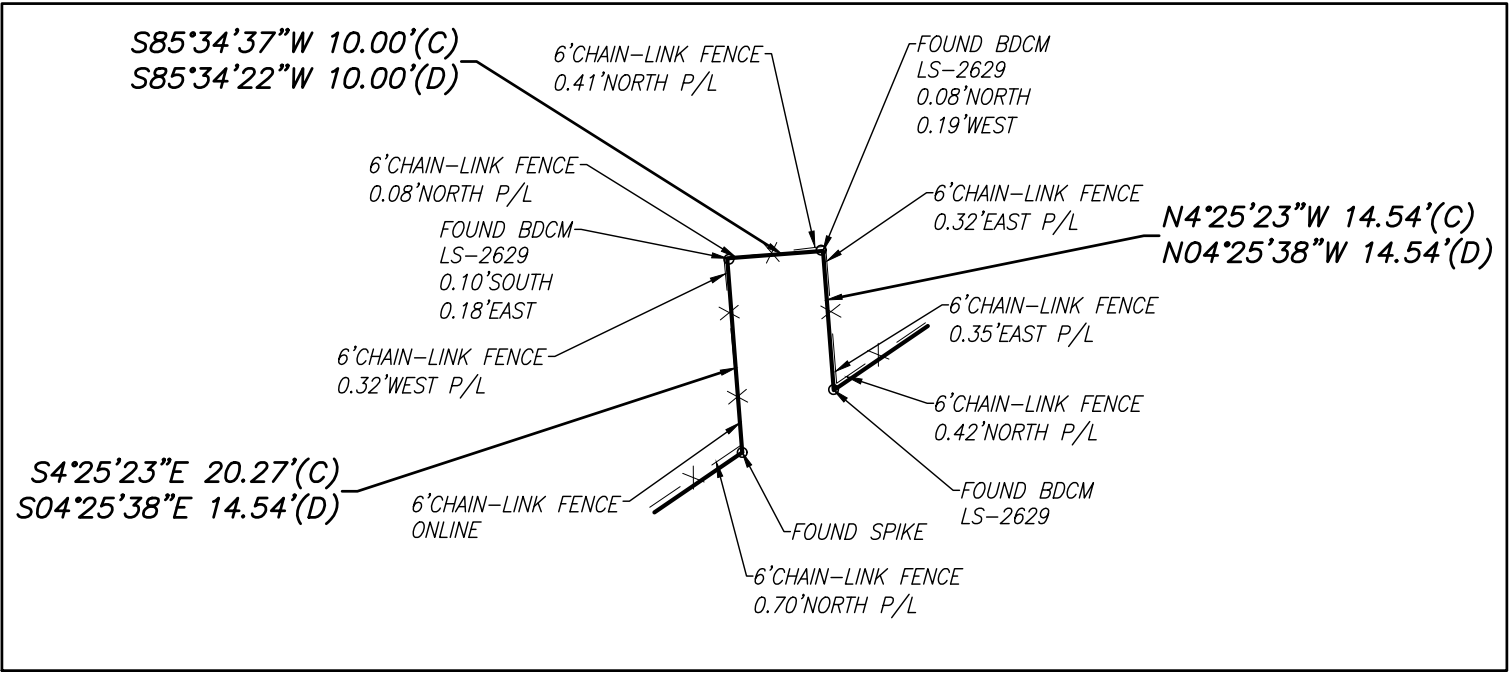 S85°34'37"W 10.00'(C)
S85°34'22"W 10.00'(D)
6'CHAIN-LINK FENCE
0.41'NORTH P/L
FOUND BDCM
LS-2629
0.08'NORTH
0.19'WEST
6'CHAIN-LINK FENCE
0.08'NORTH P/L
6'CHAIN-LINK FENCE
0.32'EAST P/L
N4°25'23"W 14.54'(C)
N04°25'38"W 14.54'(D)
FOUND BDCM
LS-2629
0.10'SOUTH
0.18'EAST
6'CHAIN-LINK FENCE
0.35'EAST P/L
6'CHAIN-LINK FENCE
0.32'WEST P/L
6'CHAIN-LINK FENCE
0.42'NORTH P/L
S4°25'23"E 20.27'(C)
S04°25'38"E 14.54'(D)
6'CHAIN-LINK FENCE
ONLINE
FOUND BDCM
LS-2629
FOUND SPIKE
6'CHAIN-LINK FENCE
0.70'NORTH P/L